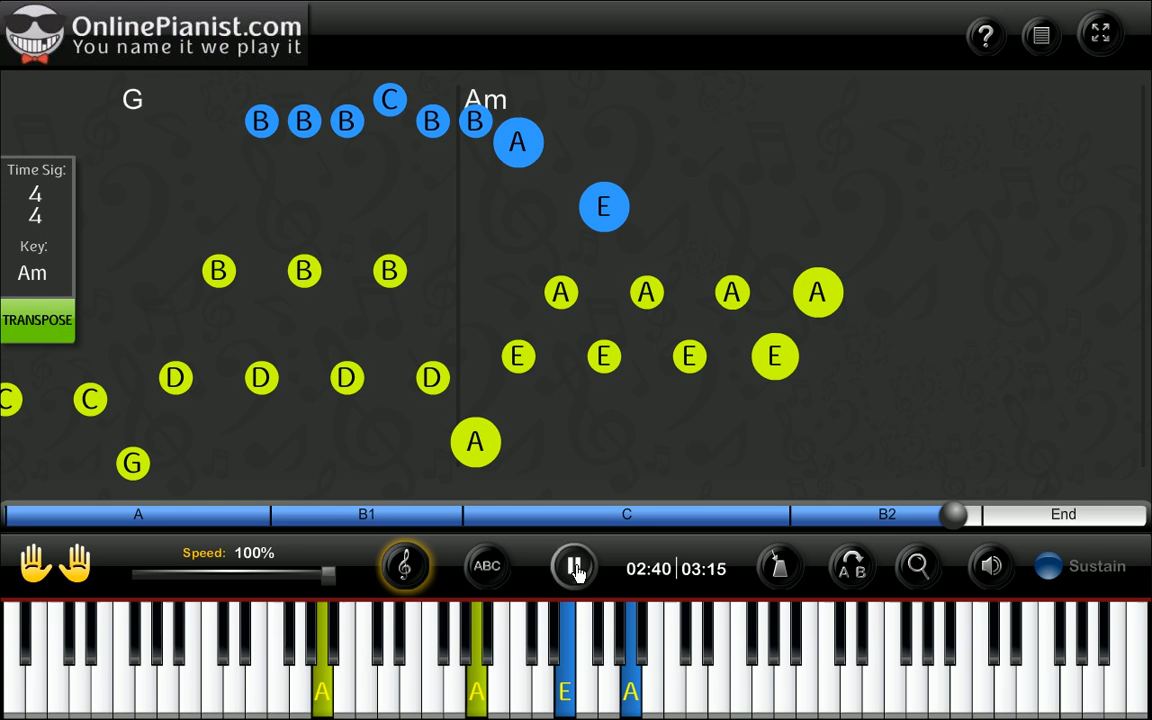 OnlinePianist.com
You name it we play it
?
G
Am
B B B C B B A
E
Time Sig:
4
4
Key:
Am
TRANSPOSE
B B B
A A A A
E E E E
C C D D D D
A
G
A B1 C B2 End
Speed: 100%
ABC
02:40 | 03:15
A B
Sustain
A A E A